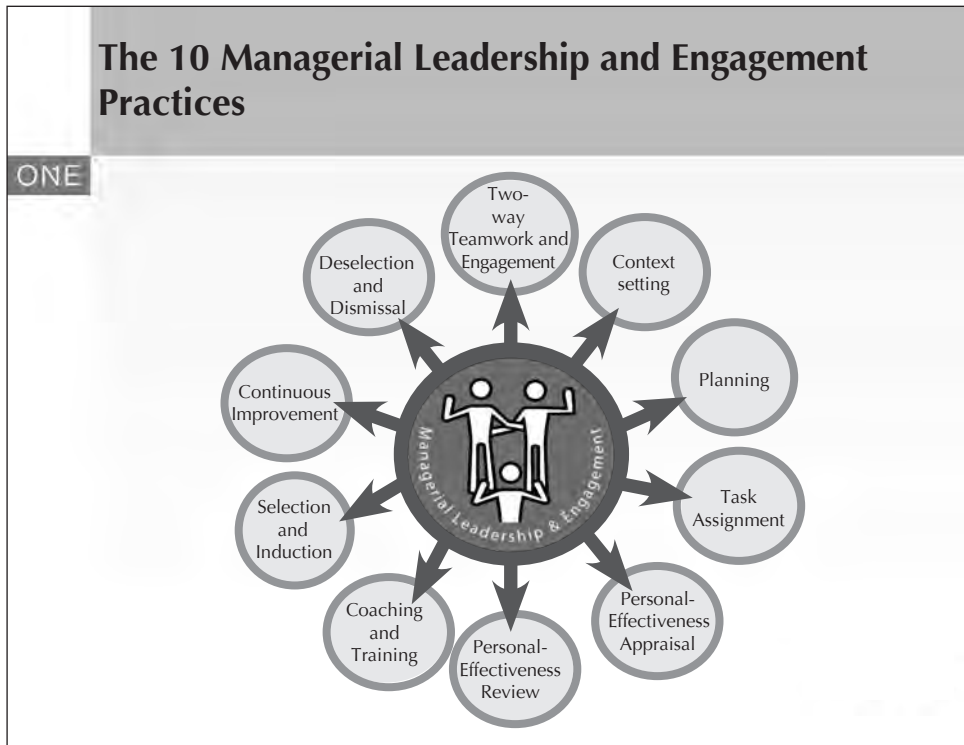 The 10 Managerial Leadership and Engagement
Practices
ONE
Two-
way
Teamwork and
Engagement
Context
setting
Planning
Task
Assignment
Personal-
Effectiveness
Appraisal
Personal-
Effectiveness
Review
Coaching
and
Training
Selection
and
Induction
Continuous
Improvement
Deselection
and
Dismissal
Managerial Leadership & Engagement